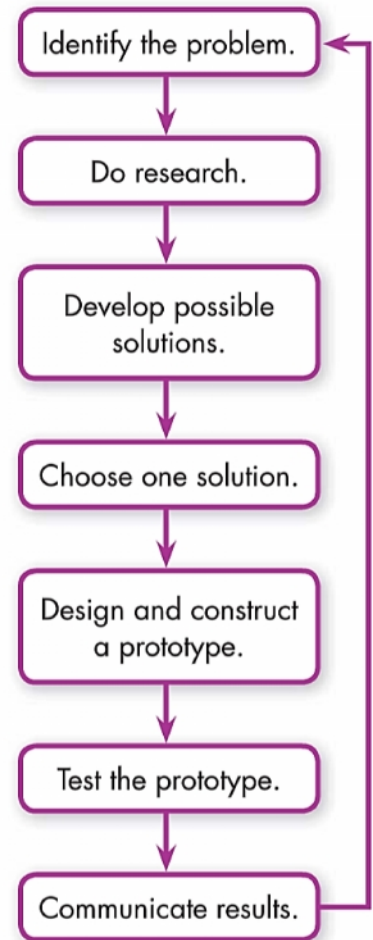 Identify the problem.
Do research.
Develop possible
solutions.
Choose one solution.
Design and construct
a prototype.
Test the prototype.
Communicate results.